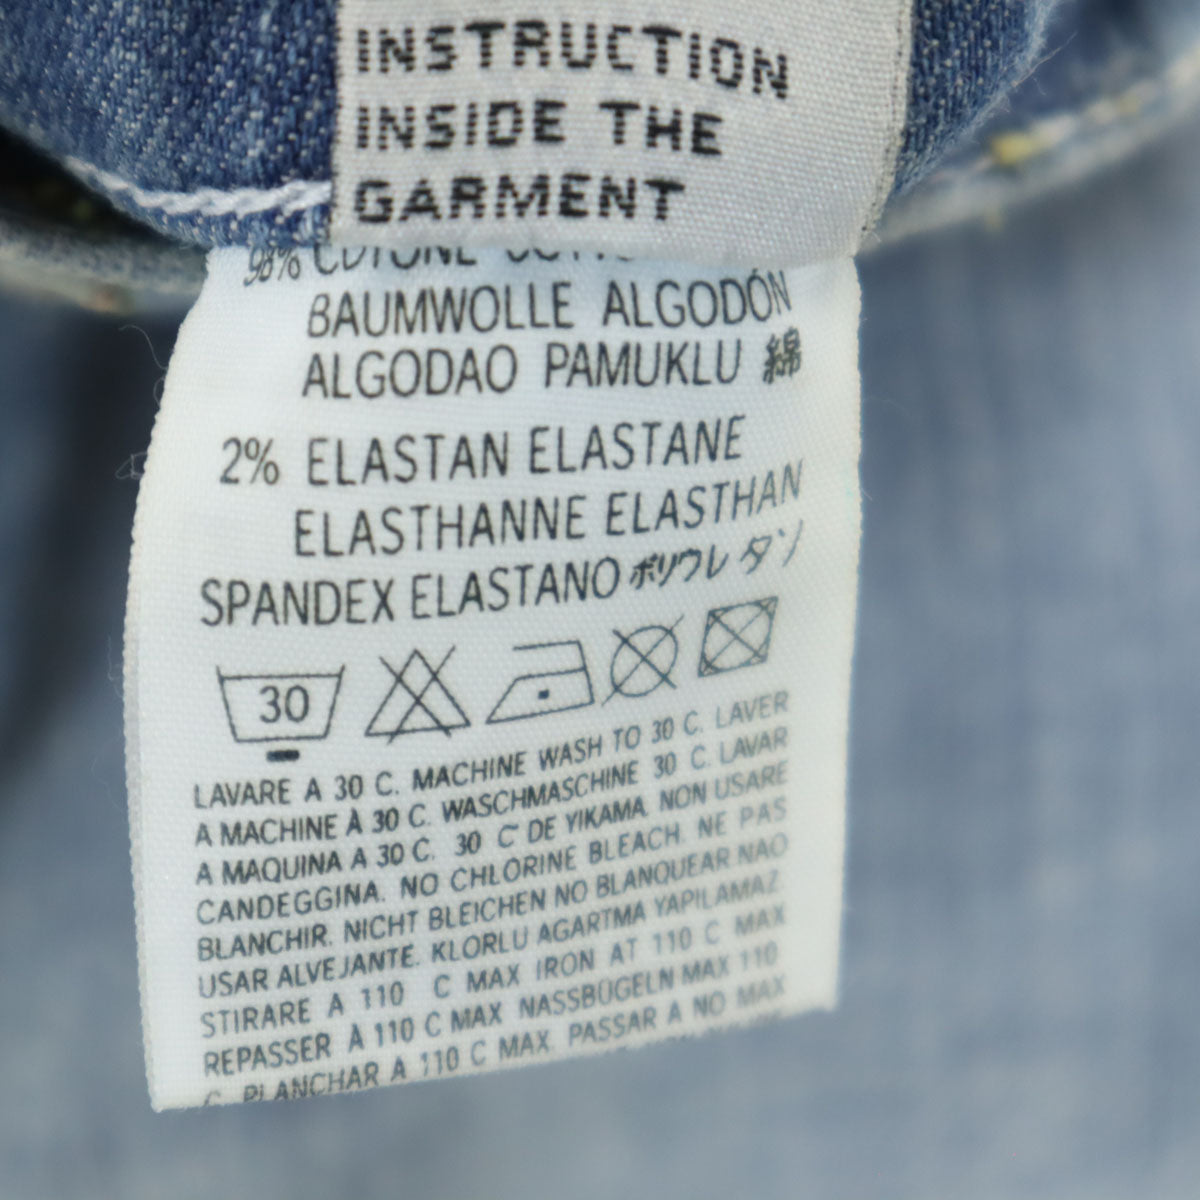 INSTRUCTION
INSIDE THE
GARMENT
98% COTONE
BAUMWOLLE ALGODÓN
ALGODAO PAMUKLU 綿
2% ELASTAN ELASTANE
ELASTHANNE ELASTHAN
SPANDEX ELASTANO ポリウレタン
30
LAVARE A 30 C. MACHINE WASH TO 30 C. LAVER
A MACHINE À 30 C. WASCHMASCHINE 30 C. LAVAR
A MAQUINA A 30 C. 30 C DE YIKAMA. NON USARE
CANDEGGINA. NO CHLORINE BLEACH. NE PAS
BLANCHIR. NICHT BLEICHEN NO BLANQUEAR NAO
USAR ALVEJANTE. KLORLU AGARTMA YAPILAMAZ.
STIRARE A 110 C MAX IRON AT 110 C MAX
REPASSER À 110 C MAX NASSBÜGELN MAX 110
C. PLANCHAR A 110 C MAX PASSAR A NO MAX